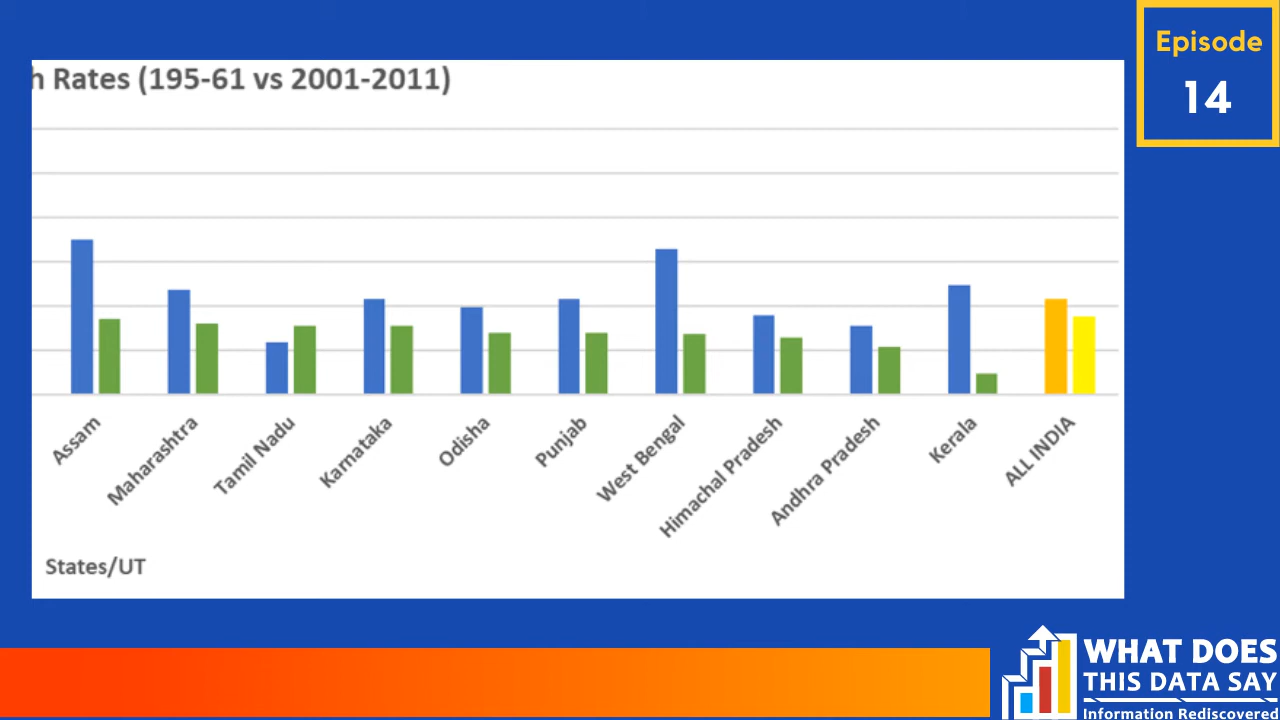 Episode
14
h Rates (195-61 vs 2001-2011)
Assam
Maharashtra
Tamil Nadu
Karnataka
Odisha
Punjab
West Bengal
Himachal Pradesh
Andhra Pradesh
Kerala
ALL INDIA
States/UT
WHAT DOES
THIS DATA SAY
Information Rediscovered